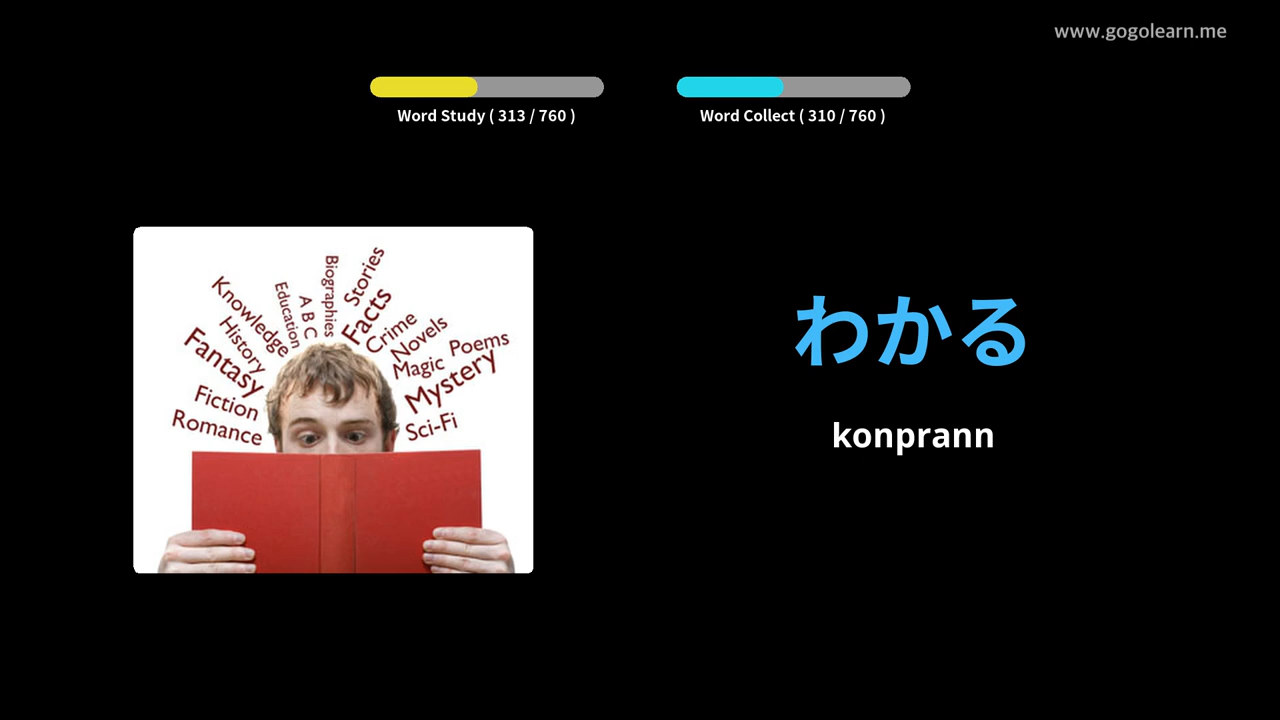 www.gogolearn.me
Word Study ( 313 / 760 )
Word Collect ( 310 / 760 )
Biographies
Stories
Education
A B C
Facts
Knowledge
Crime
History
Novels
Poems
Fantasy
Magic
Mystery
Fiction
Romance
Sci-Fi
わかる
konprann